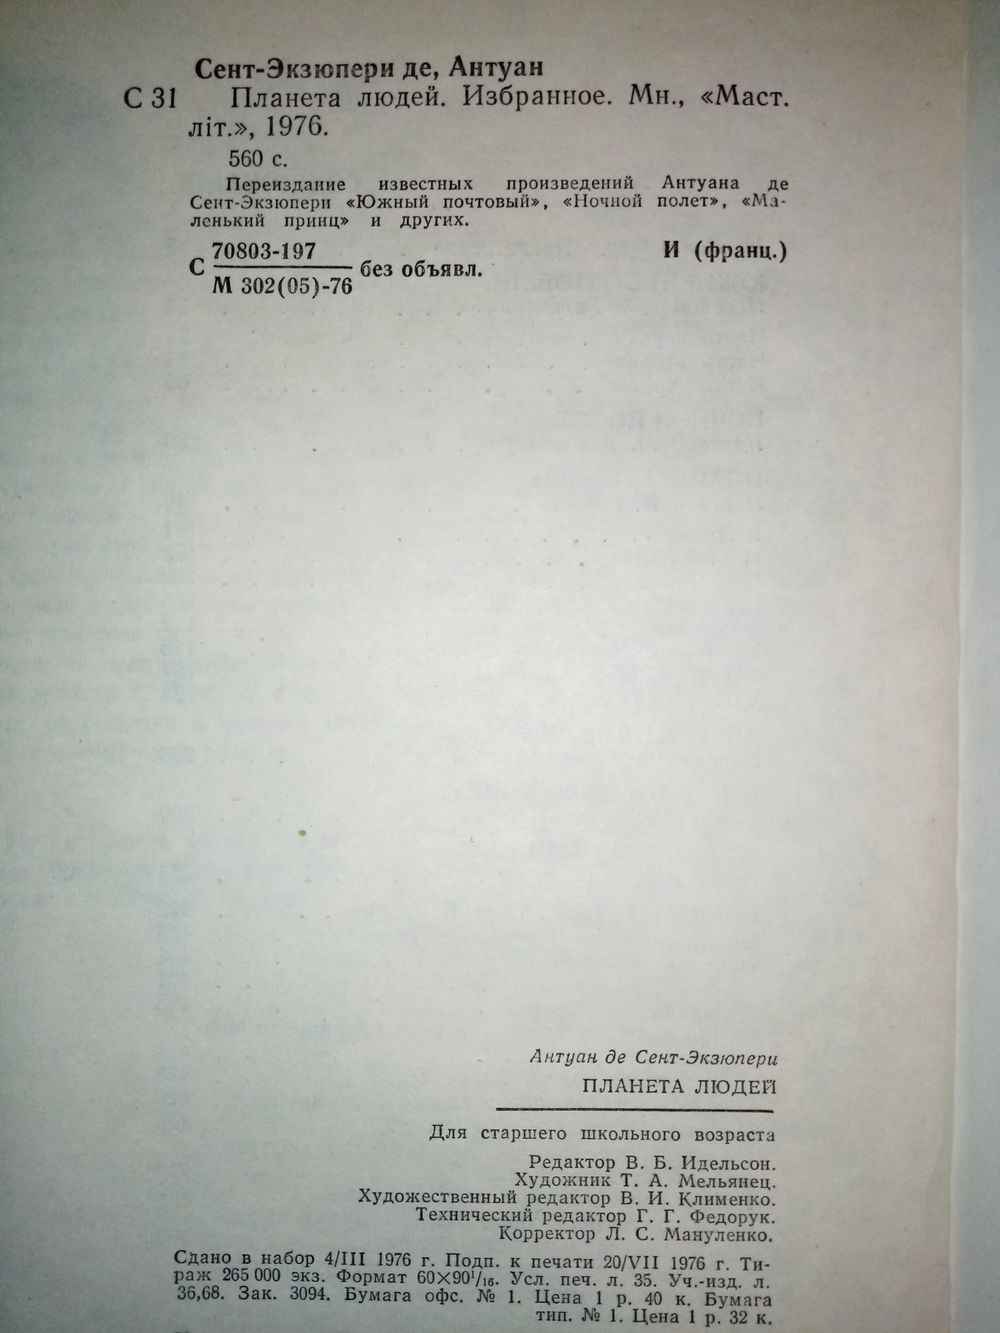 Сент-Экзюпери де, Антуан
С 31 Планета людей. Избранное. Мн., «Маст.
літ.», 1976.
560 с.
Переиздание известных произведений Антуана де
Сент-Экзюпери «Южный почтовый», «Ночной полет», «Ма-
ленький принц» и других.
70803-197 И (франц.)
С без объявл.
М 302(05)-76
Антуан де Сент-Экзюпери
ПЛАНЕТА ЛЮДЕЙ
Для старшего школьного возраста
Редактор В. Б. Идельсон.
Художник Т. А. Мельянец.
Художественный редактор В. И. Клименко.
Технический редактор Г. Г. Федорук.
Корректор Л. С. Мануленко.
Сдано в набор 4/III 1976 г. Подп. к печати 20/VII 1976 г. Ти-
раж 265 000 экз. Формат 60×90¹/₁₆. Усл. печ. л. 35. Уч.-изд. л.
36,68. Зак. 3094. Бумага офс. № 1. Цена 1 р. 40 к. Бумага
тип. № 1. Цена 1 р. 32 к.